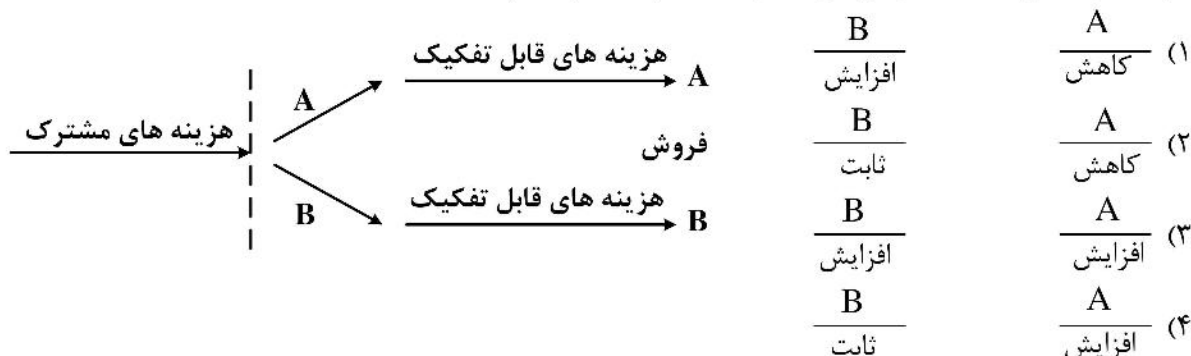 ۱) A B
کاهش افزایش
۲) A B
کاهش ثابت
۳) A B
افزایش افزایش
۴) A B
افزایش ثابت
هزینه های مشترک
A
هزینه های قابل تفکیک A
فروش
B
هزینه های قابل تفکیک B